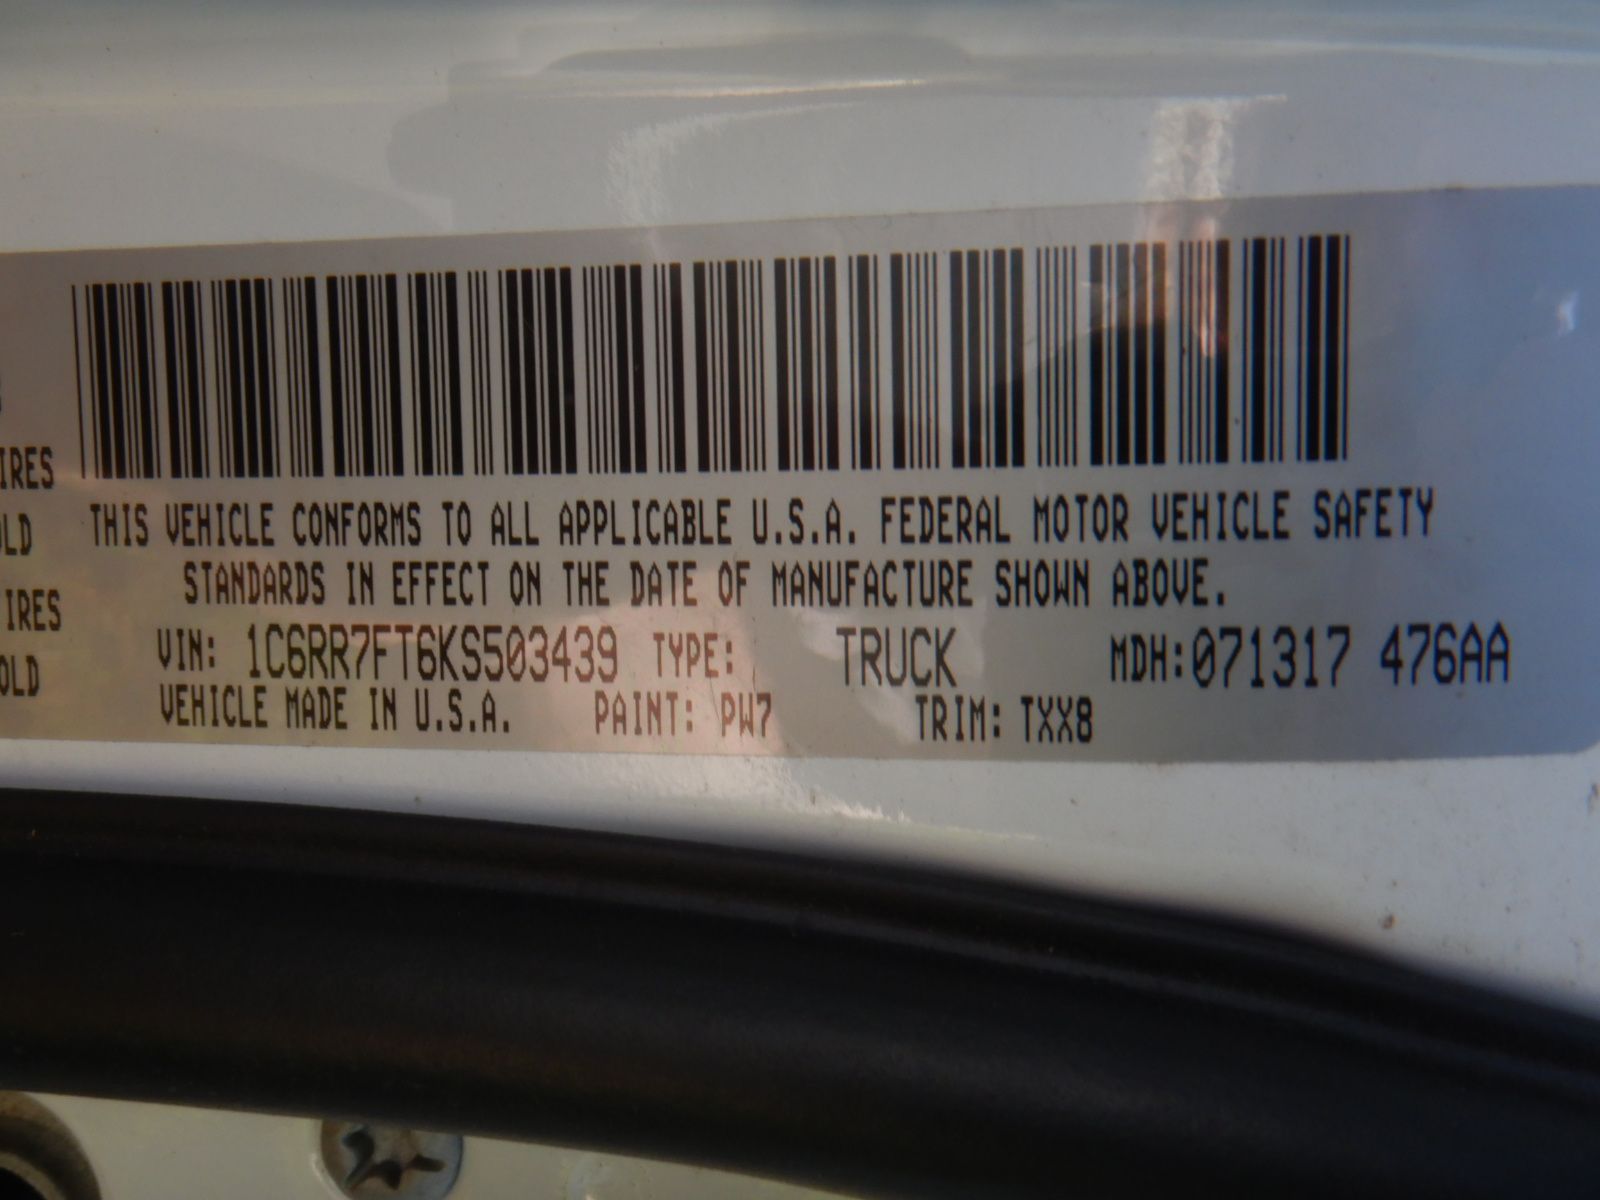 IRES
OLD
IRES
OLD
THIS VEHICLE CONFORMS TO ALL APPLICABLE U.S.A. FEDERAL MOTOR VEHICLE SAFETY
STANDARDS IN EFFECT ON THE DATE OF MANUFACTURE SHOWN ABOVE.
VIN: 1C6RR7FT6KS503439 TYPE: TRUCK MDH:071317 476AA
VEHICLE MADE IN U.S.A. PAINT: PW7 TRIM: TXX8